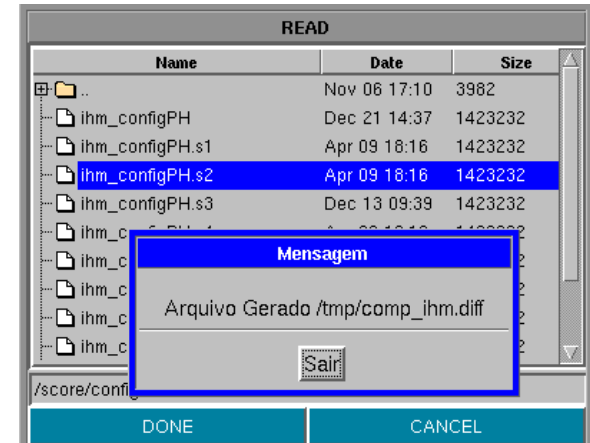 READ
Name Date Size
.. Nov 06 17:10 3982
ihm_configPH Dec 21 14:37 1423232
ihm_configPH.s1 Apr 09 18:16 1423232
ihm_configPH.s2 Apr 09 18:16 1423232
ihm_configPH.s3 Dec 13 09:39 1423232
Mensagem
Arquivo Gerado /tmp/comp_ihm.diff
Sair
DONE CANCEL